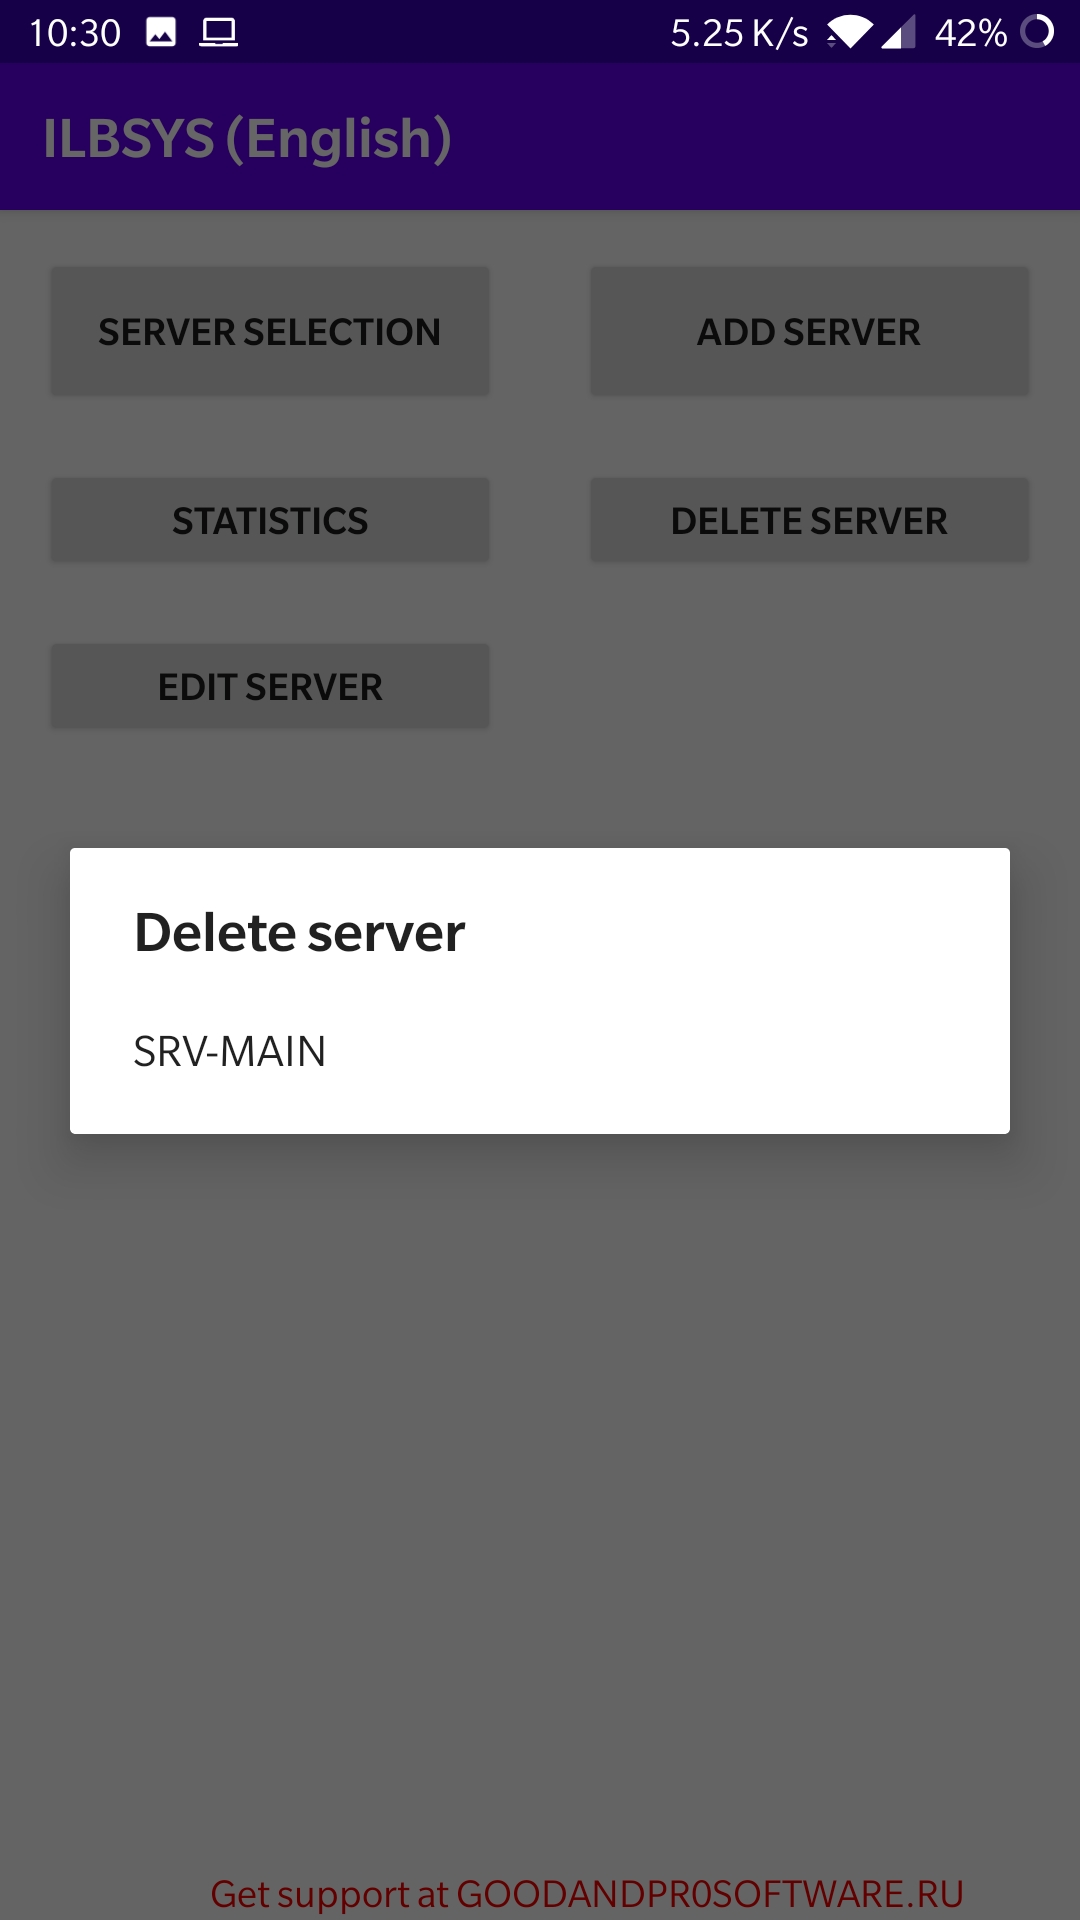 10:30 5.25 K/s 42%
ILBSYS (English)
SERVER SELECTION ADD SERVER
STATISTICS DELETE SERVER
EDIT SERVER
Delete server
SRV-MAIN
Get support at GOODANDPR0SOFTWARE.RU